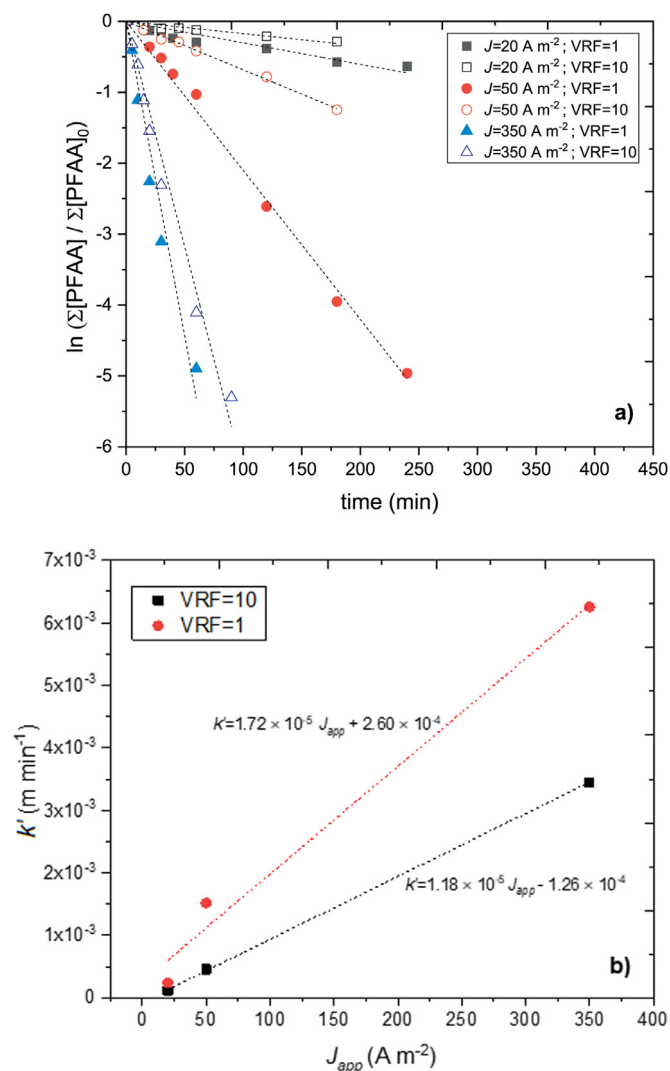 0
-1
-2
-3
-4
-5
-6
ln (Σ[PFAA] / Σ[PFAA]₀)
J=20 A m⁻² ; VRF=1
J=20 A m⁻² ; VRF=10
J=50 A m⁻² ; VRF=1
J=50 A m⁻² ; VRF=10
J=350 A m⁻² ; VRF=1
J=350 A m⁻² ; VRF=10
a)
0 50 100 150 200 250 300 350 400 450
time (min)
7x10⁻³
6x10⁻³
5x10⁻³
4x10⁻³
3x10⁻³
2x10⁻³
1x10⁻³
0
k' (m min⁻¹)
VRF=10
VRF=1
k'=1.72 × 10⁻⁵ Japp + 2.60 × 10⁻⁴
k'=1.18 × 10⁻⁵ Japp - 1.26 × 10⁻⁴
b)
0 50 100 150 200 250 300 350 400
Japp (A m⁻²)